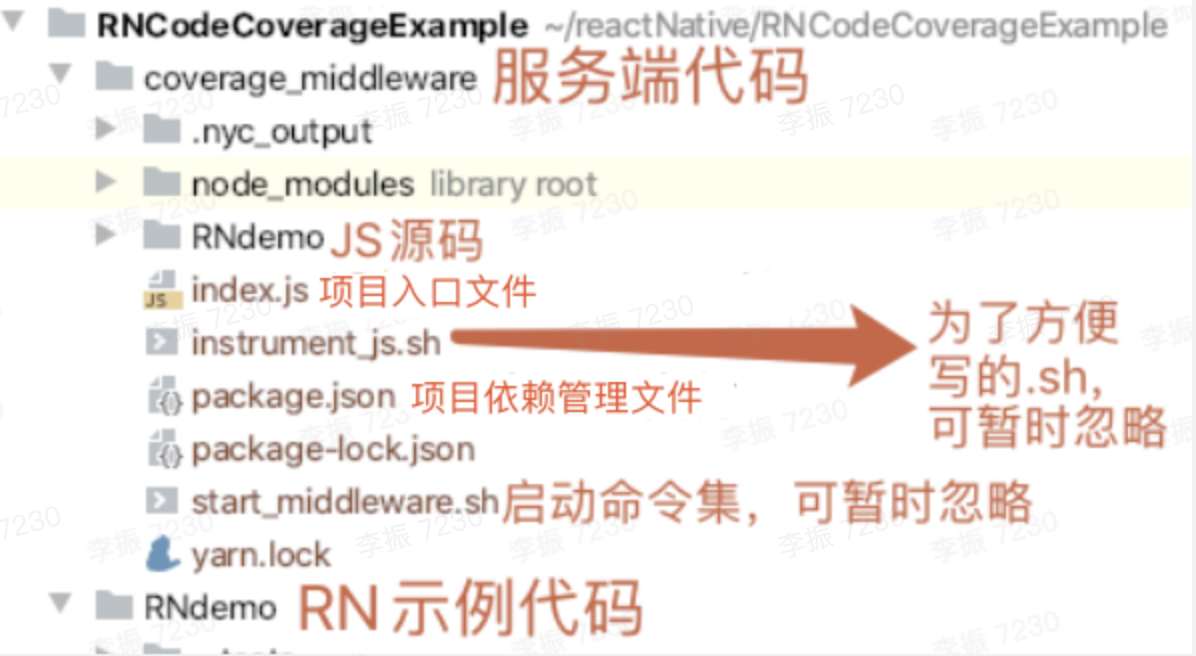 RNCodeCoverageExample ~/reactNative/RNCodeCoverageExample
coverage_middleware 服务端代码
.nyc_output
node_modules library root
RNdemo JS源码
index.js 项目入口文件
instrument_js.sh
为了方便
写的.sh,
可暂时忽略
package.json 项目依赖管理文件
package-lock.json
start_middleware.sh 启动命令集，可暂时忽略
yarn.lock
RNdemo RN示例代码
李振 7230